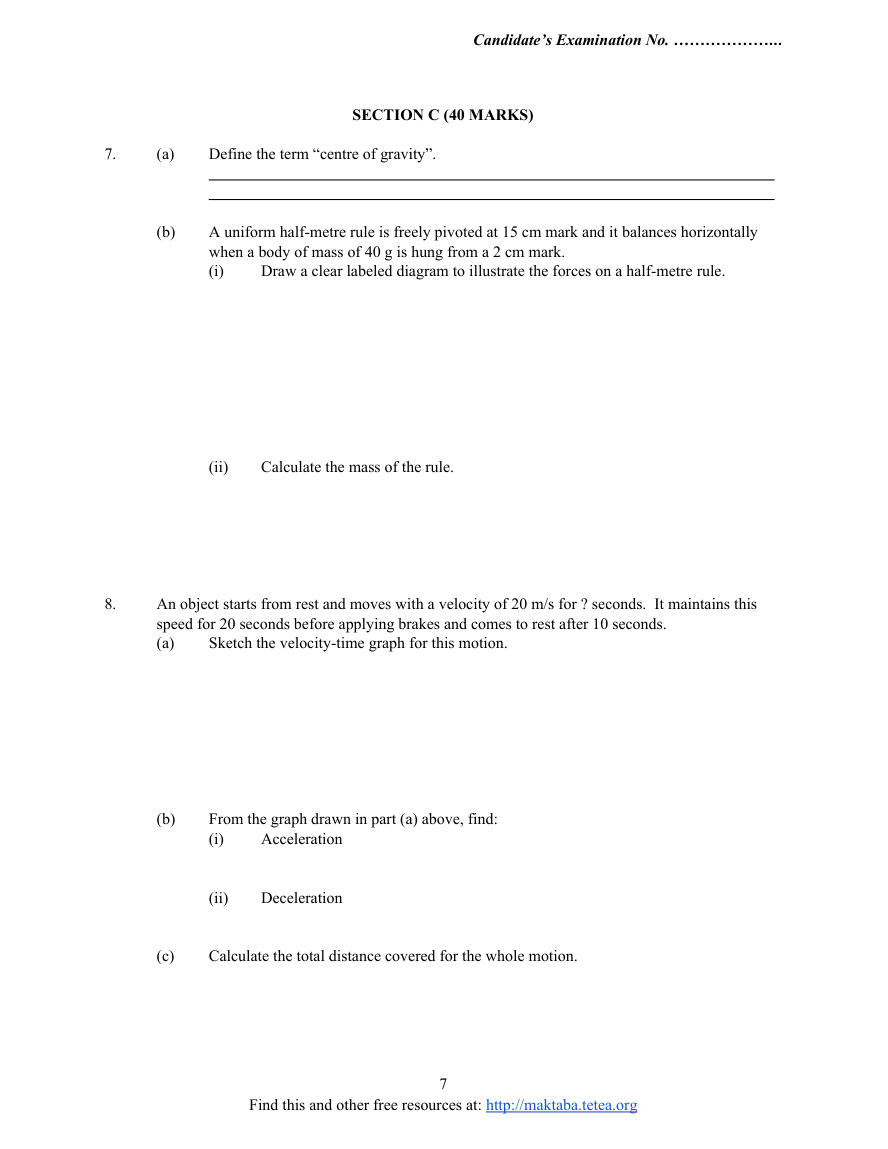 Candidate’s Examination No. ………………...
SECTION C (40 MARKS)
7. (a) Define the term “centre of gravity”.
(b) A uniform half-metre rule is freely pivoted at 15 cm mark and it balances horizontally
when a body of mass of 40 g is hung from a 2 cm mark.
(i) Draw a clear labeled diagram to illustrate the forces on a half-metre rule.
(ii) Calculate the mass of the rule.
8. An object starts from rest and moves with a velocity of 20 m/s for ? seconds. It maintains this
speed for 20 seconds before applying brakes and comes to rest after 10 seconds.
(a) Sketch the velocity-time graph for this motion.
(b) From the graph drawn in part (a) above, find:
(i) Acceleration
(ii) Deceleration
(c) Calculate the total distance covered for the whole motion.
7
Find this and other free resources at: http://maktaba.tetea.org